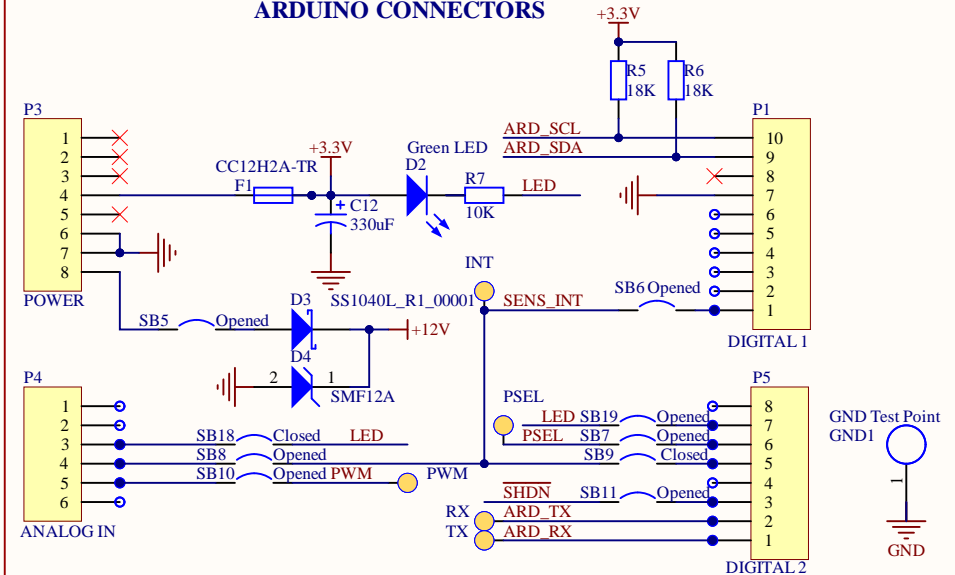 ARDUINO CONNECTORS
+3.3V
R5
18K
R6
18K
P3
1
2
3
4
5
6
7
8
POWER
CC12H2A-TR
F1
+3.3V
+
C12
330uF
Green LED
D2
R7
10K
LED
ARD_SCL
ARD_SDA
P1
10
9
8
7
6
5
4
3
2
1
DIGITAL 1
INT
SENS_INT
SB6 Opened
SB5 Opened
D3
SS1040L_R1_00001
+12V
D4
2
1
SMF12A
P4
1
2
3
4
5
6
ANALOG IN
SB18 Closed LED
SB8 Opened
SB10 Opened PWM
PWM
PSEL
LED SB19 Opened
PSEL SB7 Opened
SB9 Closed
SHDN SB11 Opened
RX ARD_TX
TX ARD_RX
P5
8
7
6
5
4
3
2
1
DIGITAL 2
GND Test Point
GND1
1
GND